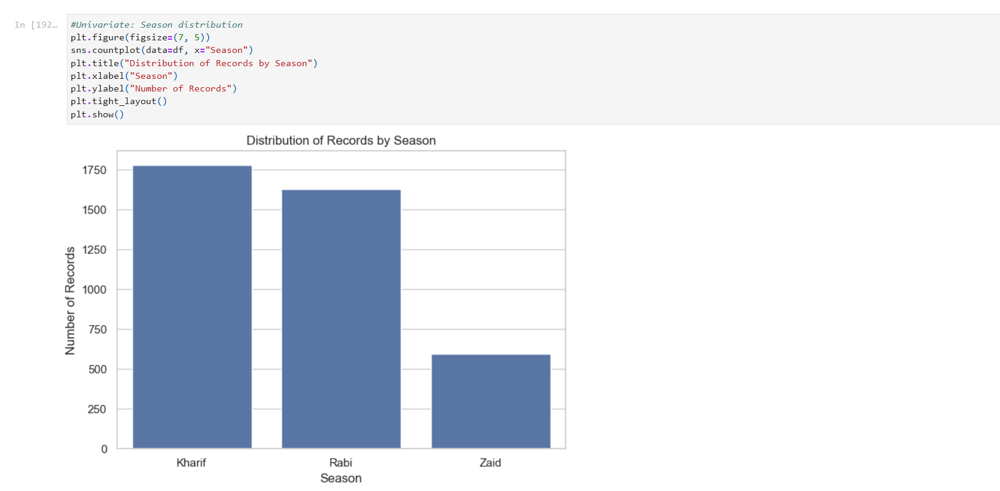 In [192…
#Univariate: Season distribution
plt.figure(figsize=(7, 5))
sns.countplot(data=df, x="Season")
plt.title("Distribution of Records by Season")
plt.xlabel("Season")
plt.ylabel("Number of Records")
plt.tight_layout()
plt.show()
Distribution of Records by Season
Number of Records
1750
1500
1250
1000
750
500
250
0
Kharif Rabi Zaid
Season